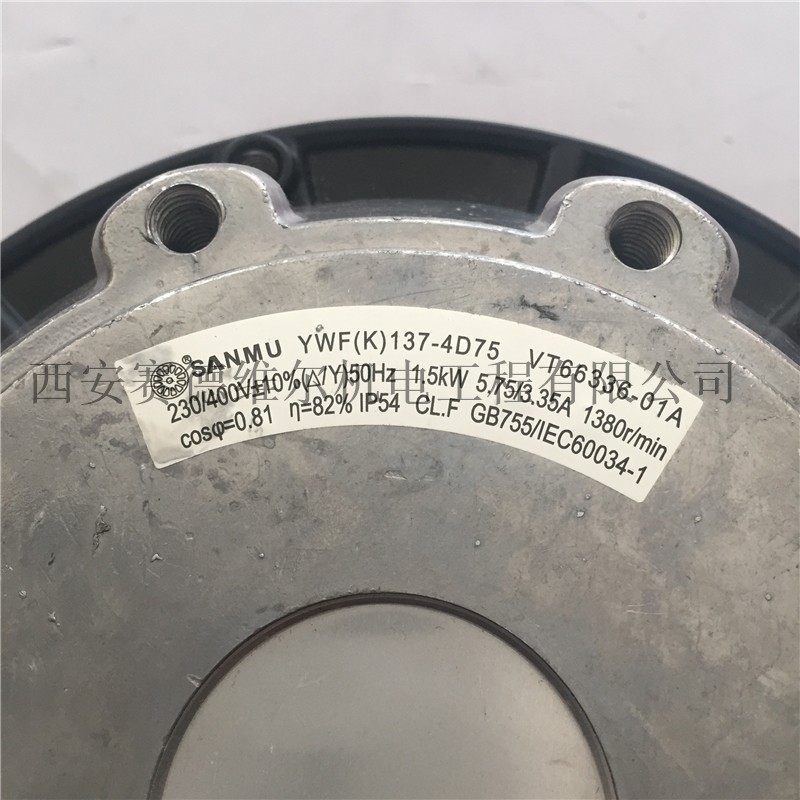 ® SANMU YWF(K)137-4D75 VT66336-01A
230/400V±10%(△/Y)50Hz 1.5kW 5.75/3.35A 1380r/min
cosφ=0.81 η=82% IP54 CL.F GB755/IEC60034-1
西安赛德维尔机电工程有限公司